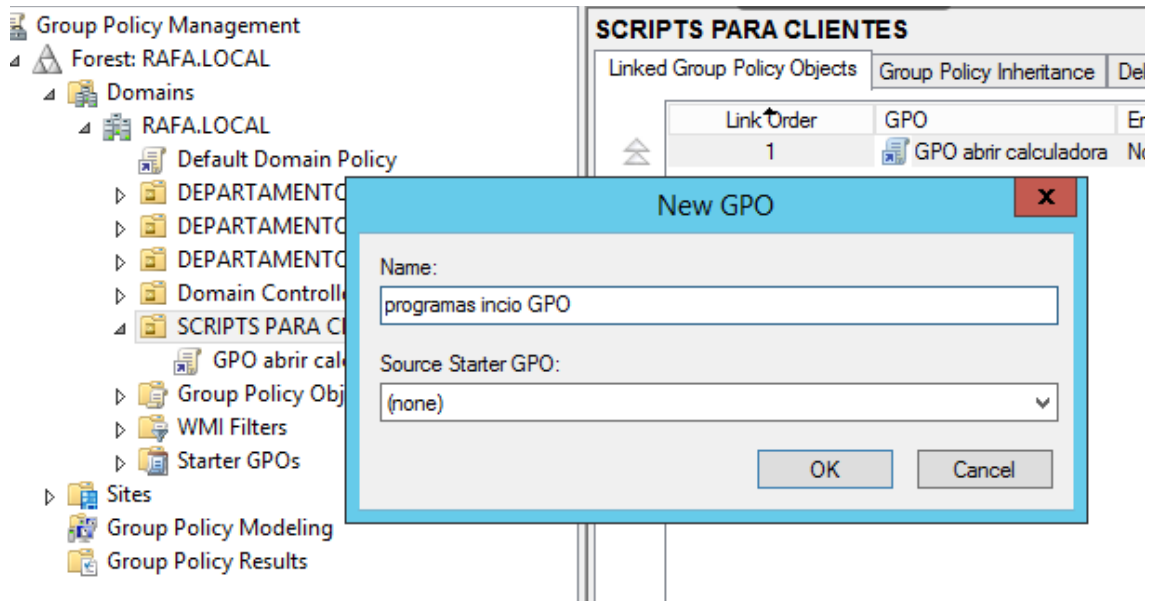 Group Policy Management
Forest: RAFA.LOCAL
Domains
RAFA.LOCAL
Default Domain Policy
DEPARTAMENTO
DEPARTAMENTO
DEPARTAMENTO
Domain Controlle
SCRIPTS PARA CL
GPO abrir calc
Group Policy Obj
WMI Filters
Starter GPOs
Sites
Group Policy Modeling
Group Policy Results
SCRIPTS PARA CLIENTES
Linked Group Policy Objects Group Policy Inheritance Del
Link Order GPO En
1 GPO abrir calculadora No
New GPO
x
Name:
programas incio GPO
Source Starter GPO:
(none)
OK Cancel